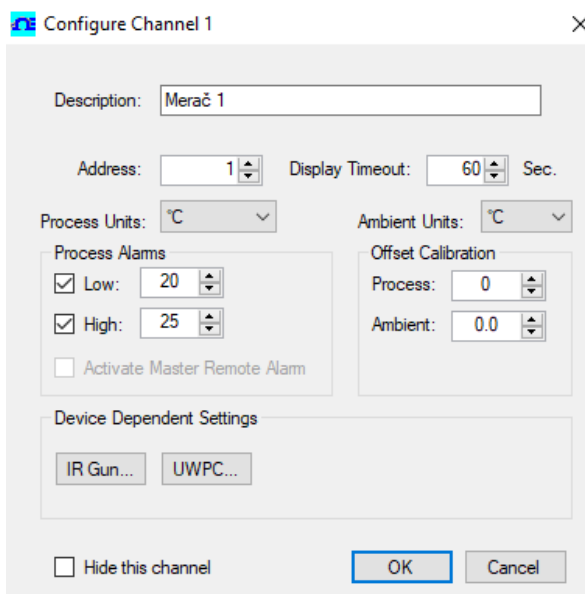 Configure Channel 1
Description: Merač 1
Address: 1 Display Timeout: 60 Sec.
Process Units: °C Ambient Units: °C
Process Alarms Offset Calibration
Low: 20 Process: 0
High: 25 Ambient: 0.0
Activate Master Remote Alarm
Device Dependent Settings
IR Gun... UWPC...
Hide this channel OK Cancel